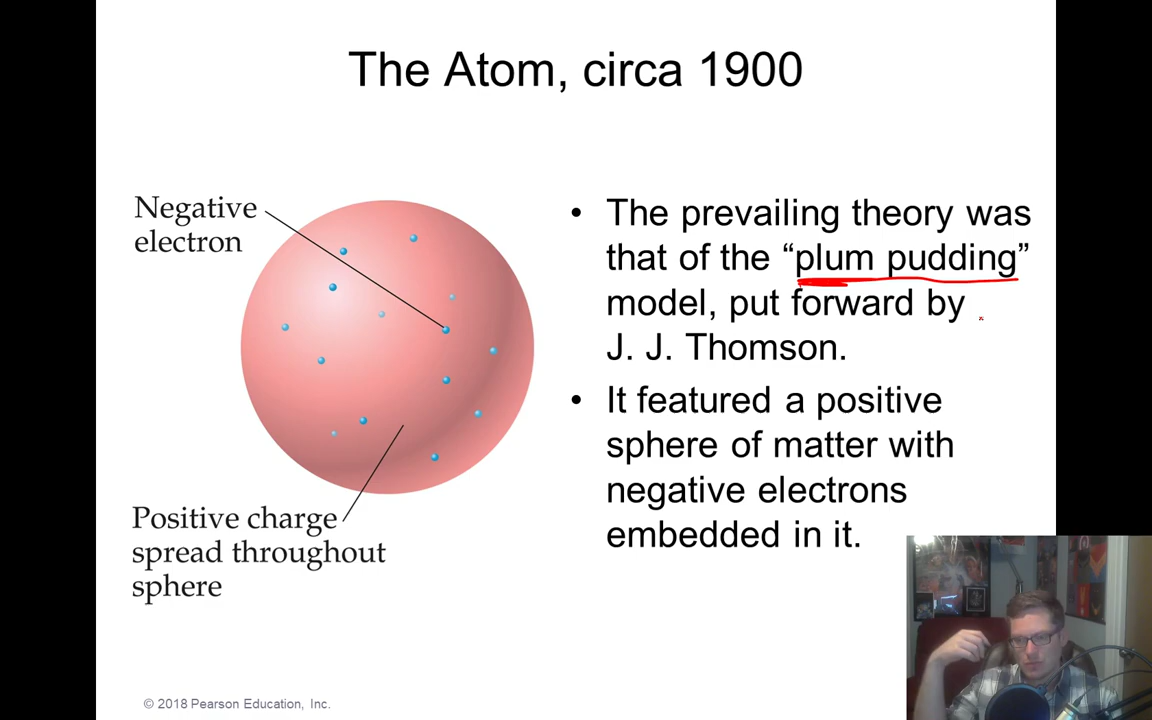 The Atom, circa 1900
Negative
electron
Positive charge
spread throughout
sphere
• The prevailing theory was
that of the “plum pudding”
model, put forward by
J. J. Thomson.
• It featured a positive
sphere of matter with
negative electrons
embedded in it.
© 2018 Pearson Education, Inc.